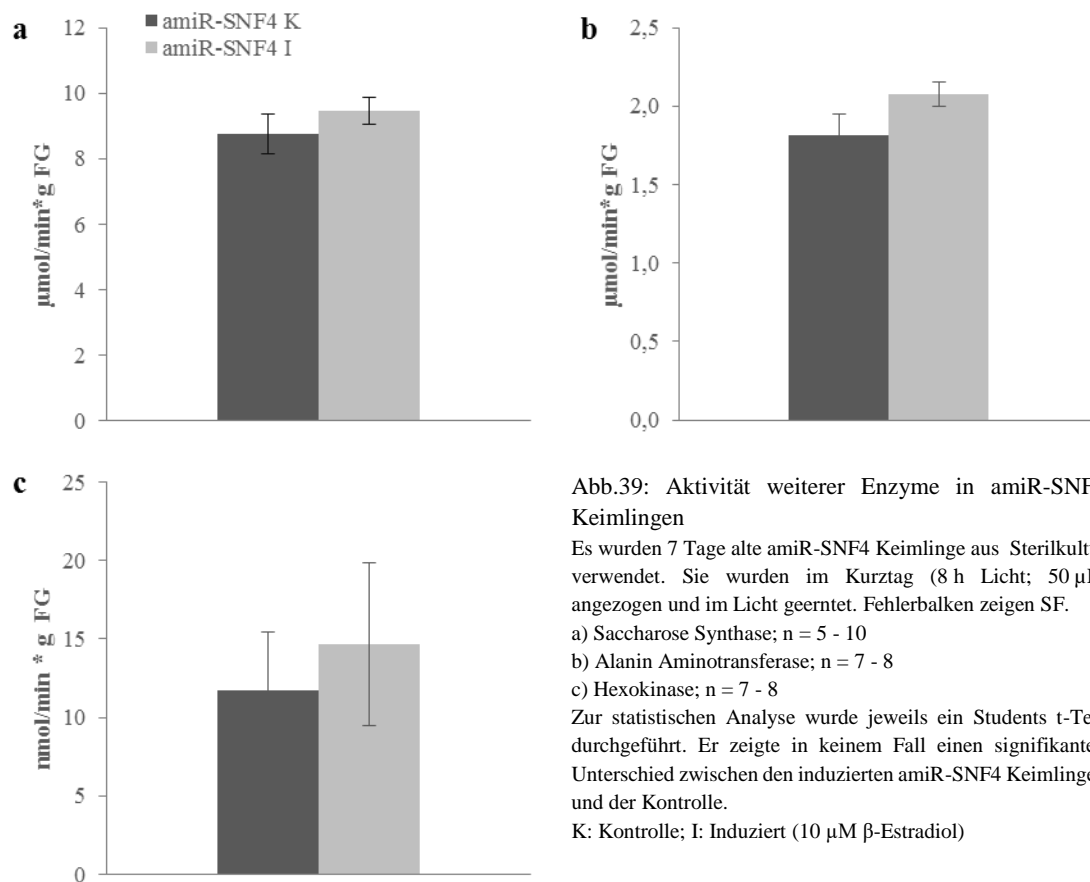 a
amiR-SNF4 K
amiR-SNF4 I
12
10
8
6
4
2
0
µmol/min*g FG
b
2,5
2,0
1,5
1,0
0,5
0,0
µmol/min*g FG
c
25
20
15
10
5
0
nmol/min * g FG
Abb.39: Aktivität weiterer Enzyme in amiR-SNF
Keimlingen
Es wurden 7 Tage alte amiR-SNF4 Keimlinge aus Sterilkult
verwendet. Sie wurden im Kurztag (8 h Licht; 50 µ
angezogen und im Licht geerntet. Fehlerbalken zeigen SF.
a) Saccharose Synthase; n = 5 - 10
b) Alanin Aminotransferase; n = 7 - 8
c) Hexokinase; n = 7 - 8
Zur statistischen Analyse wurde jeweils ein Students t-Te
durchgeführt. Er zeigte in keinem Fall einen signifikante
Unterschied zwischen den induzierten amiR-SNF4 Keimlinge
und der Kontrolle.
K: Kontrolle; I: Induziert (10 µM β-Estradiol)